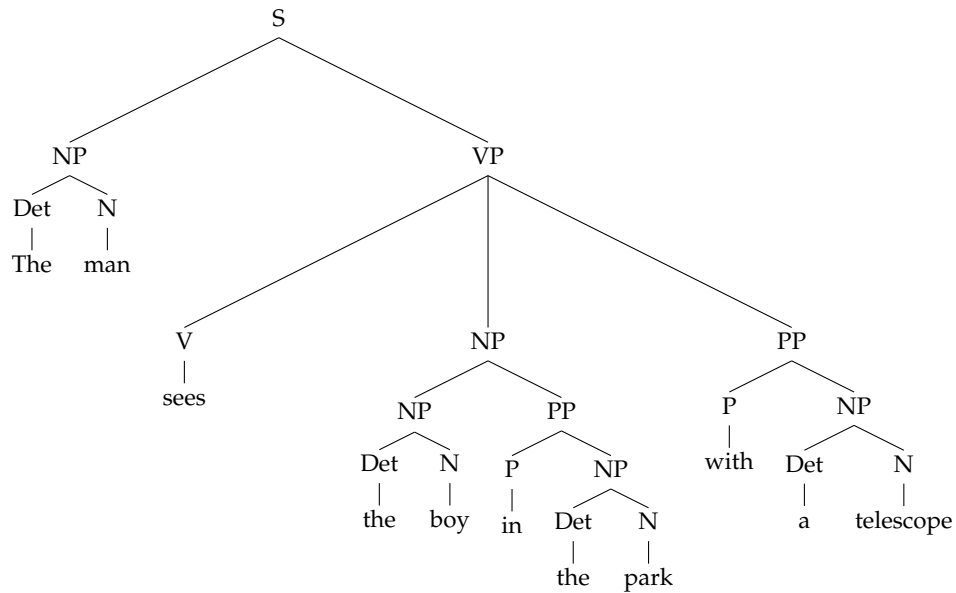 S
NP VP
Det N
The man
V NP PP
sees
NP PP P NP
Det N P NP with Det N
the boy in Det N a telescope
the park